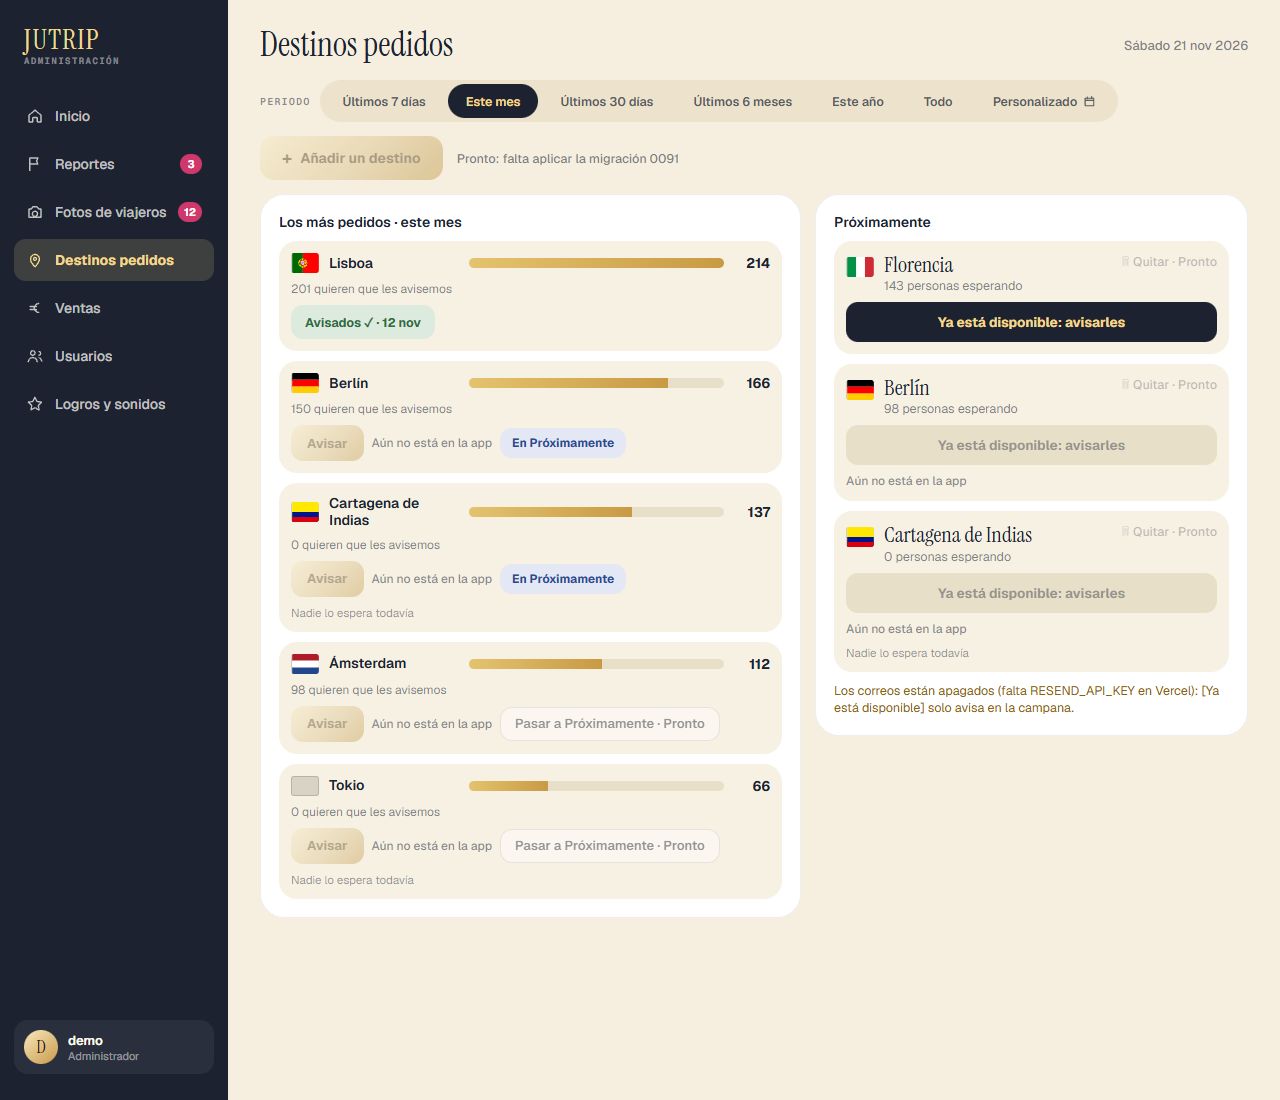 JUTRIP
ADMINISTRACIÓN
Inicio
Reportes 3
Fotos de viajeros 12
Destinos pedidos
Ventas
Usuarios
Logros y sonidos
D
demo
Administrador
Destinos pedidos
Sábado 21 nov 2026
PERIODO Últimos 7 días Este mes Últimos 30 días Últimos 6 meses Este año Todo Personalizado
+ Añadir un destino Pronto: falta aplicar la migración 0091
Los más pedidos · este mes
Lisboa 214
201 quieren que les avisemos
Avisados ✓ · 12 nov
Berlín 166
150 quieren que les avisemos
Avisar Aún no está en la app En Próximamente
Cartagena de
Indias 137
0 quieren que les avisemos
Avisar Aún no está en la app En Próximamente
Nadie lo espera todavía
Ámsterdam 112
98 quieren que les avisemos
Avisar Aún no está en la app Pasar a Próximamente · Pronto
Tokio 66
0 quieren que les avisemos
Avisar Aún no está en la app Pasar a Próximamente · Pronto
Nadie lo espera todavía
Próximamente
Florencia Quitar · Pronto
143 personas esperando
Ya está disponible: avisarles
Berlín Quitar · Pronto
98 personas esperando
Ya está disponible: avisarles
Aún no está en la app
Cartagena de Indias Quitar · Pronto
0 personas esperando
Ya está disponible: avisarles
Aún no está en la app
Nadie lo espera todavía
Los correos están apagados (falta RESEND_API_KEY en Vercel): [Ya
está disponible] solo avisa en la campana.